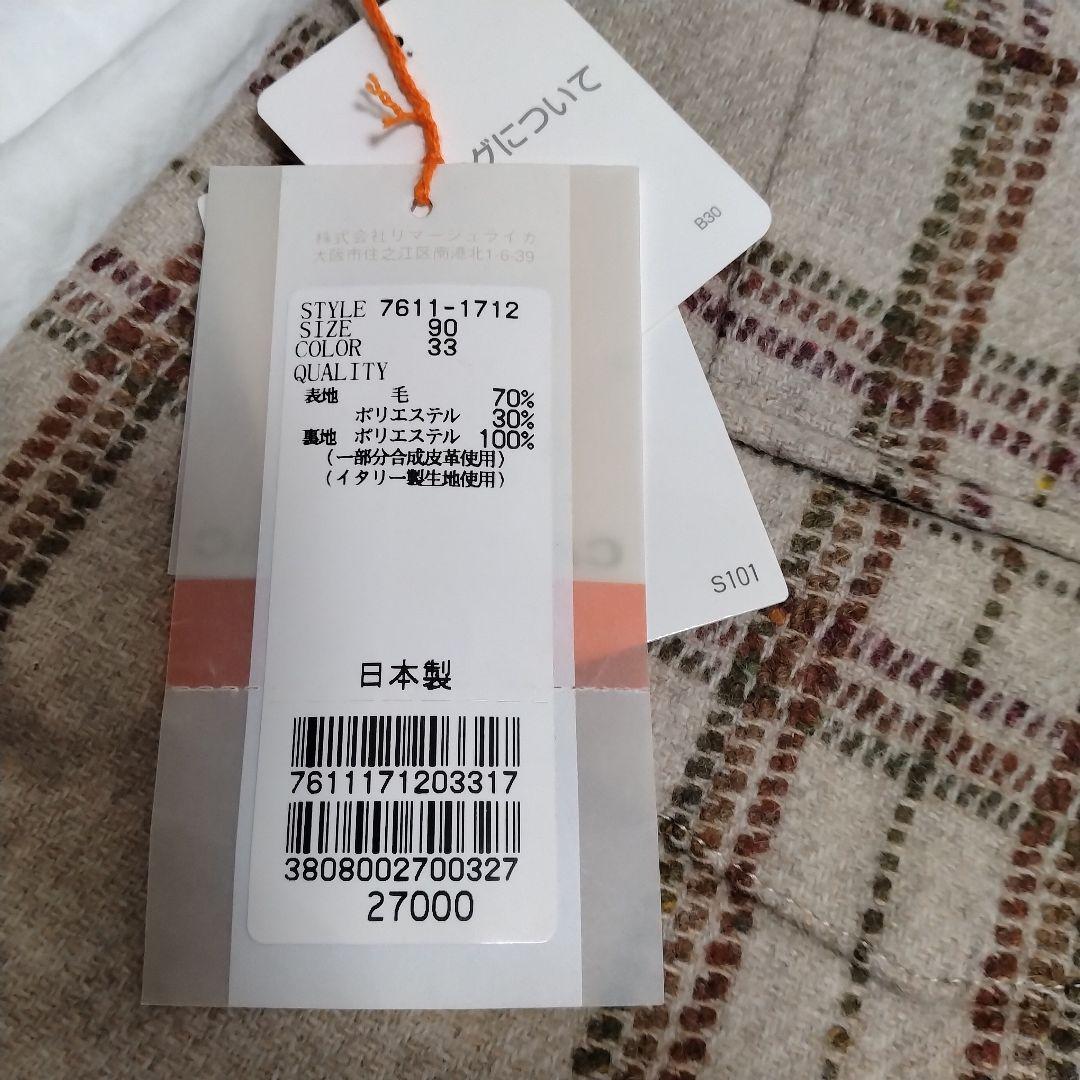 グについて
B30
株式会社リマージュライカ
大阪市住之江区南港北1-6-39
STYLE 7611-1712
SIZE 90
COLOR 33
QUALITY
表地 毛 70%
ポリエステル 30%
裏地 ポリエステル 100%
(一部分合成皮革使用)
(イタリー製生地使用)
S101
日本製
7611171203317
3808002700327
27000